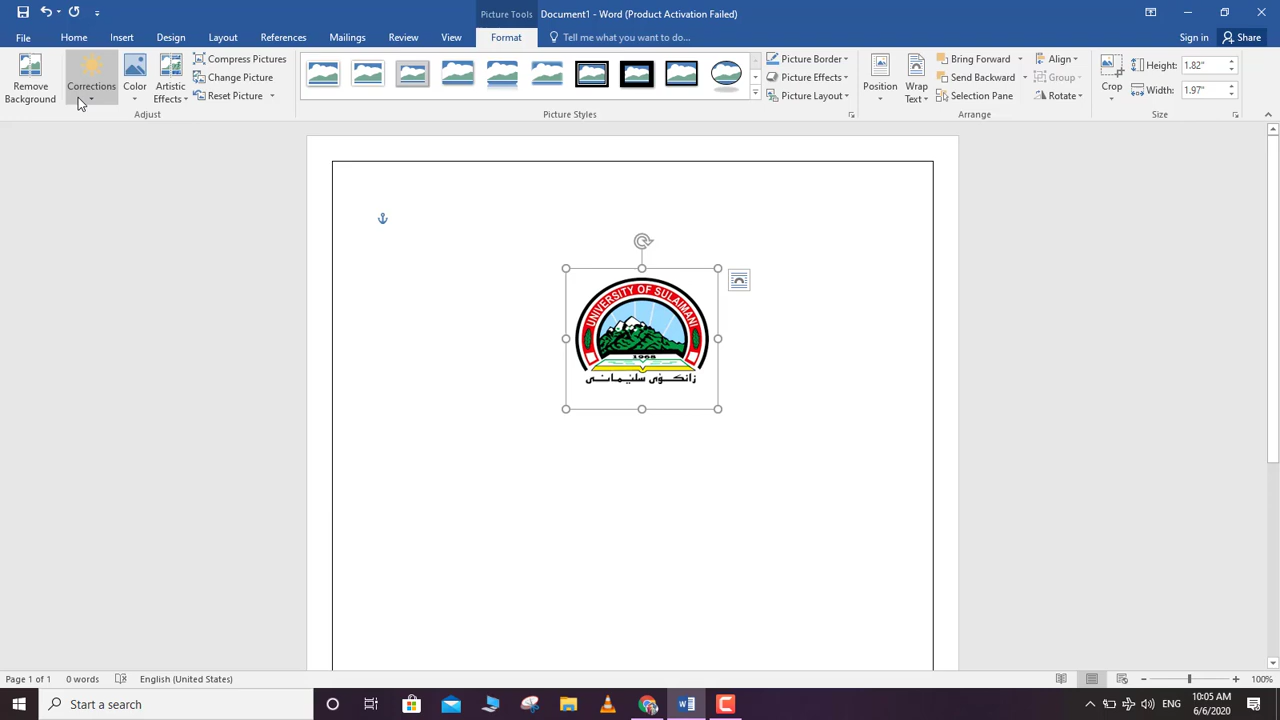 Picture Tools Document1 - Word (Product Activation Failed)
File Home Insert Design Layout References Mailings Review View Format Tell me what you want to do... Sign in Share
Remove Background
Corrections
Color
Artistic Effects
Compress Pictures
Change Picture
Reset Picture
Adjust
Picture Styles
Picture Border
Picture Effects
Picture Layout
Position
Wrap Text
Bring Forward
Send Backward
Selection Pane
Align
Group
Rotate
Arrange
Crop
Height: 1.82"
Width: 1.97"
Size
UNIVERSITY OF SULAIMANI
1968
زانكۆی سلێمانی
Page 1 of 1 0 words English (United States) 100%
Start a search
ENG
10:05 AM
6/6/2020